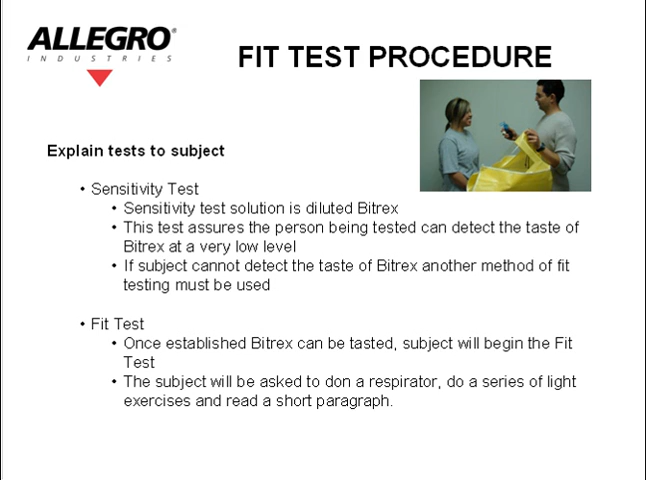 ALLEGRO®
INDUSTRIES
FIT TEST PROCEDURE
Explain tests to subject
• Sensitivity Test
• Sensitivity test solution is diluted Bitrex
• This test assures the person being tested can detect the taste of
Bitrex at a very low level
• If subject cannot detect the taste of Bitrex another method of fit
testing must be used
• Fit Test
• Once established Bitrex can be tasted, subject will begin the Fit
Test
• The subject will be asked to don a respirator, do a series of light
exercises and read a short paragraph.